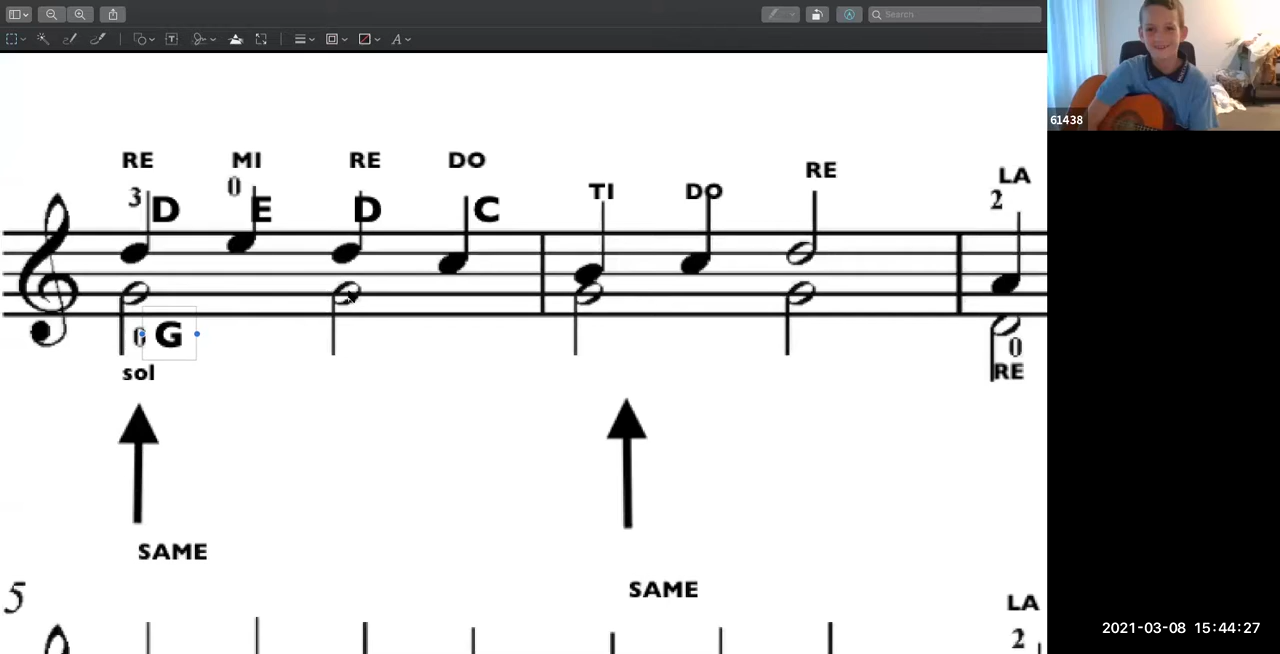 Search
61438
RE MI RE DO TI DO RE LA
3 0 2
D E D C
0 G 0
sol RE
SAME
SAME
5 LA
2
2021-03-08 15:44:27